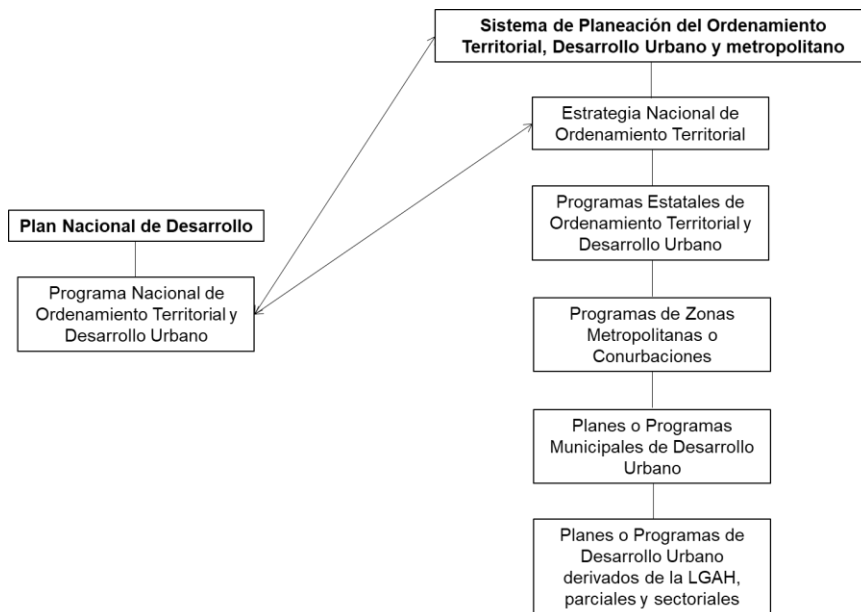 Sistema de Planeación del Ordenamiento
Territorial, Desarrollo Urbano y metropolitano
Estrategia Nacional de
Ordenamiento Territorial
Programas Estatales de
Ordenamiento Territorial y
Desarrollo Urbano
Plan Nacional de Desarrollo
Programa Nacional de
Ordenamiento Territorial y
Desarrollo Urbano
Programas de Zonas
Metropolitanas o
Conurbaciones
Planes o Programas
Municipales de Desarrollo
Urbano
Planes o Programas de
Desarrollo Urbano
derivados de la LGAH,
parciales y sectoriales